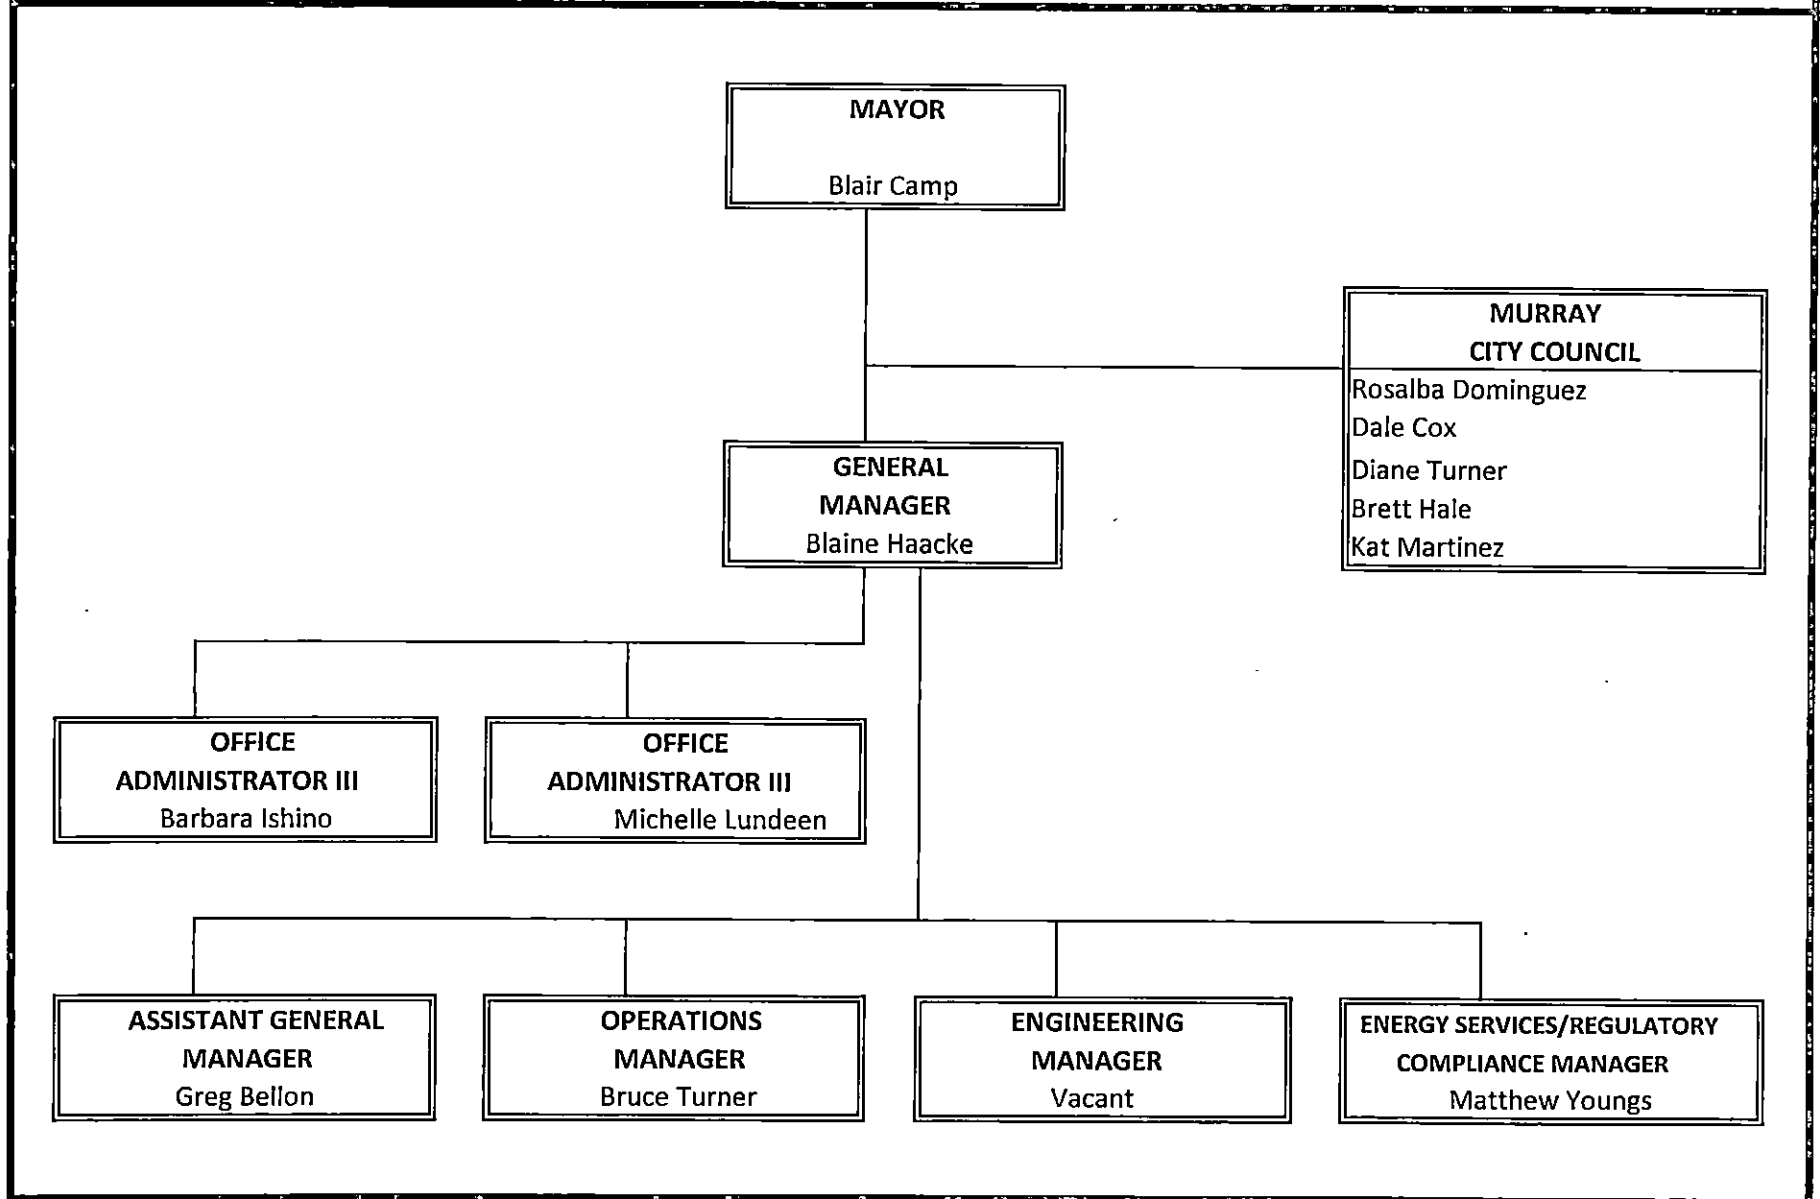 MAYOR
Blair Camp
MURRAY
CITY COUNCIL
Rosalba Dominguez
Dale Cox
Diane Turner
Brett Hale
Kat Martinez
GENERAL
MANAGER
Blaine Haacke
OFFICE
ADMINISTRATOR III
Barbara Ishino
OFFICE
ADMINISTRATOR III
Michelle Lundeen
ASSISTANT GENERAL
MANAGER
Greg Bellon
OPERATIONS
MANAGER
Bruce Turner
ENGINEERING
MANAGER
Vacant
ENERGY SERVICES/REGULATORY
COMPLIANCE MANAGER
Matthew Youngs